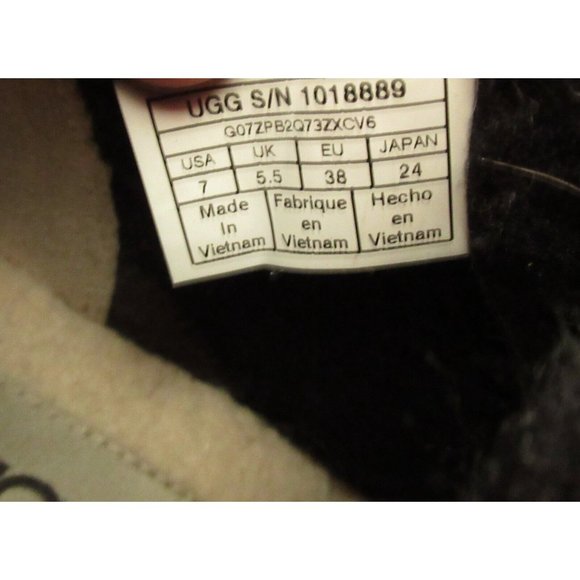 UGG S/N 1018889
G07ZPB2Q73ZXCV6
USA UK EU JAPAN
7 5.5 38 24
Made Fabrique Hecho
In en en
Vietnam Vietnam Vietnam